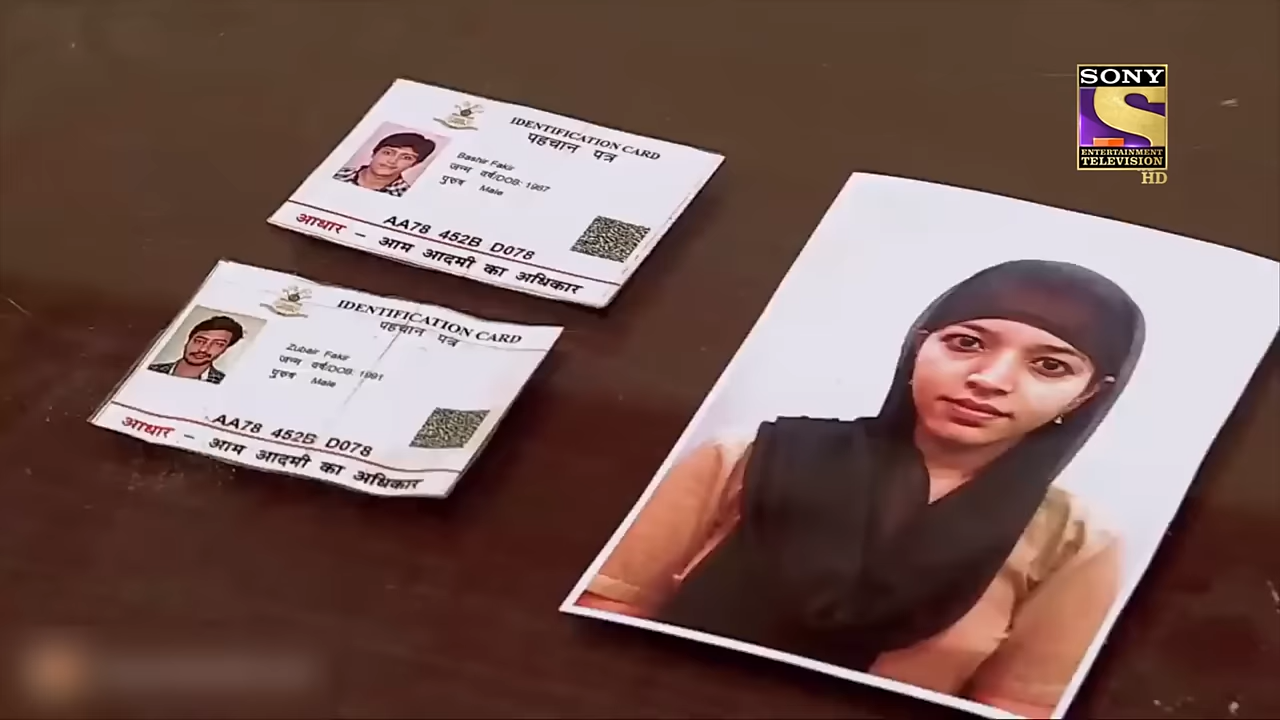 SONY
ENTERTAINMENT
TELEVISION
HD
IDENTIFICATION CARD
पहचान पत्र
Bashir Fakir
जन्म वर्ष/DOB: 1987
पुरुष Male
AA78 452B D078
आधार – आम आदमी का अधिकार
IDENTIFICATION CARD
पहचान पत्र
Zubair Fakir
जन्म वर्ष/DOB: 1991
पुरुष Male
AA78 452B D078
आधार – आम आदमी का अधिकार